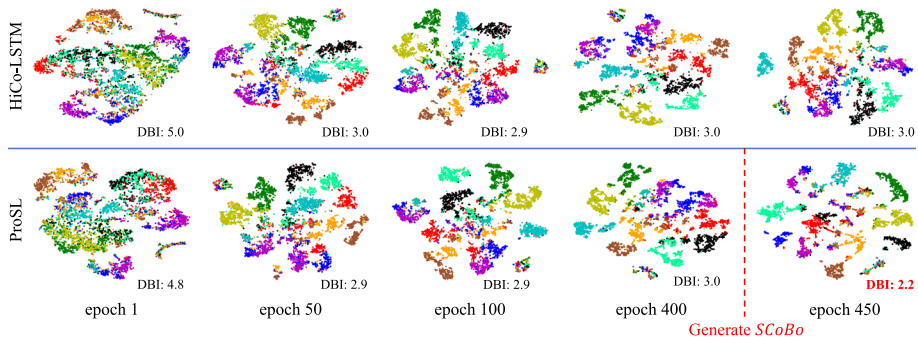 HiCo-LSTM
DBI: 5.0
DBI: 3.0
DBI: 2.9
DBI: 3.0
DBI: 3.0
ProSL
DBI: 4.8
DBI: 2.9
DBI: 2.9
DBI: 3.0
DBI: 2.2
epoch 1
epoch 50
epoch 100
epoch 400
epoch 450
Generate SCoBo